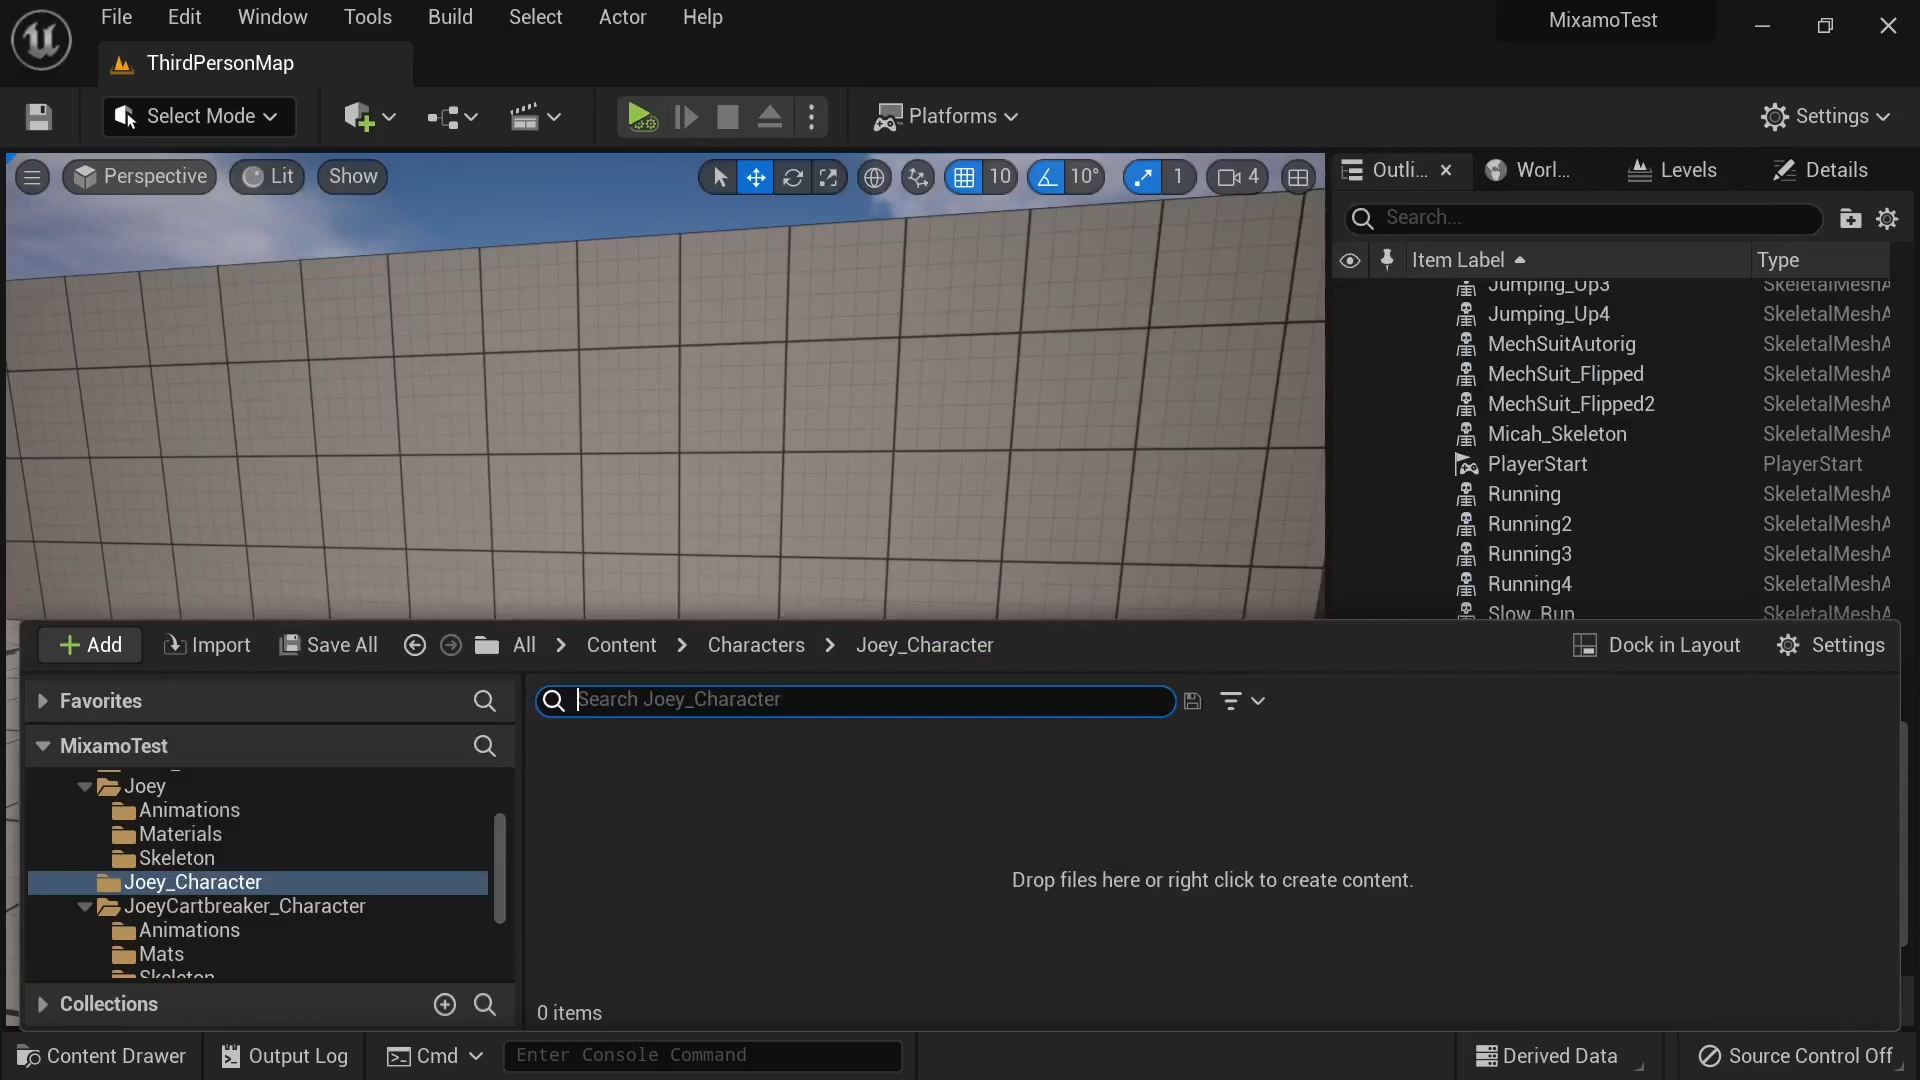 File Edit Window Tools Build Select Actor Help
MixamoTest
ThirdPersonMap
Select Mode
Platforms
Settings
Perspective
Lit
Show
10
10°
1
4
Outli...
Worl...
Levels
Details
Search...
Item Label
Type
Jumping_Up3 SkeletalMeshA
Jumping_Up4 SkeletalMeshA
MechSuitAutorig SkeletalMeshA
MechSuit_Flipped SkeletalMeshA
MechSuit_Flipped2 SkeletalMeshA
Micah_Skeleton SkeletalMeshA
PlayerStart PlayerStart
Running SkeletalMeshA
Running2 SkeletalMeshA
Running3 SkeletalMeshA
Running4 SkeletalMeshA
Slow_Run SkeletalMeshA
Add
Import
Save All
All
Content
Characters
Joey_Character
Dock in Layout
Settings
Favorites
Search Joey_Character
MixamoTest
Joey
Animations
Materials
Skeleton
Joey_Character
JoeyCartbreaker_Character
Animations
Mats
Skeleton
Drop files here or right click to create content.
Collections
0 items
Content Drawer
Output Log
Cmd
Enter Console Command
Derived Data
Source Control Off